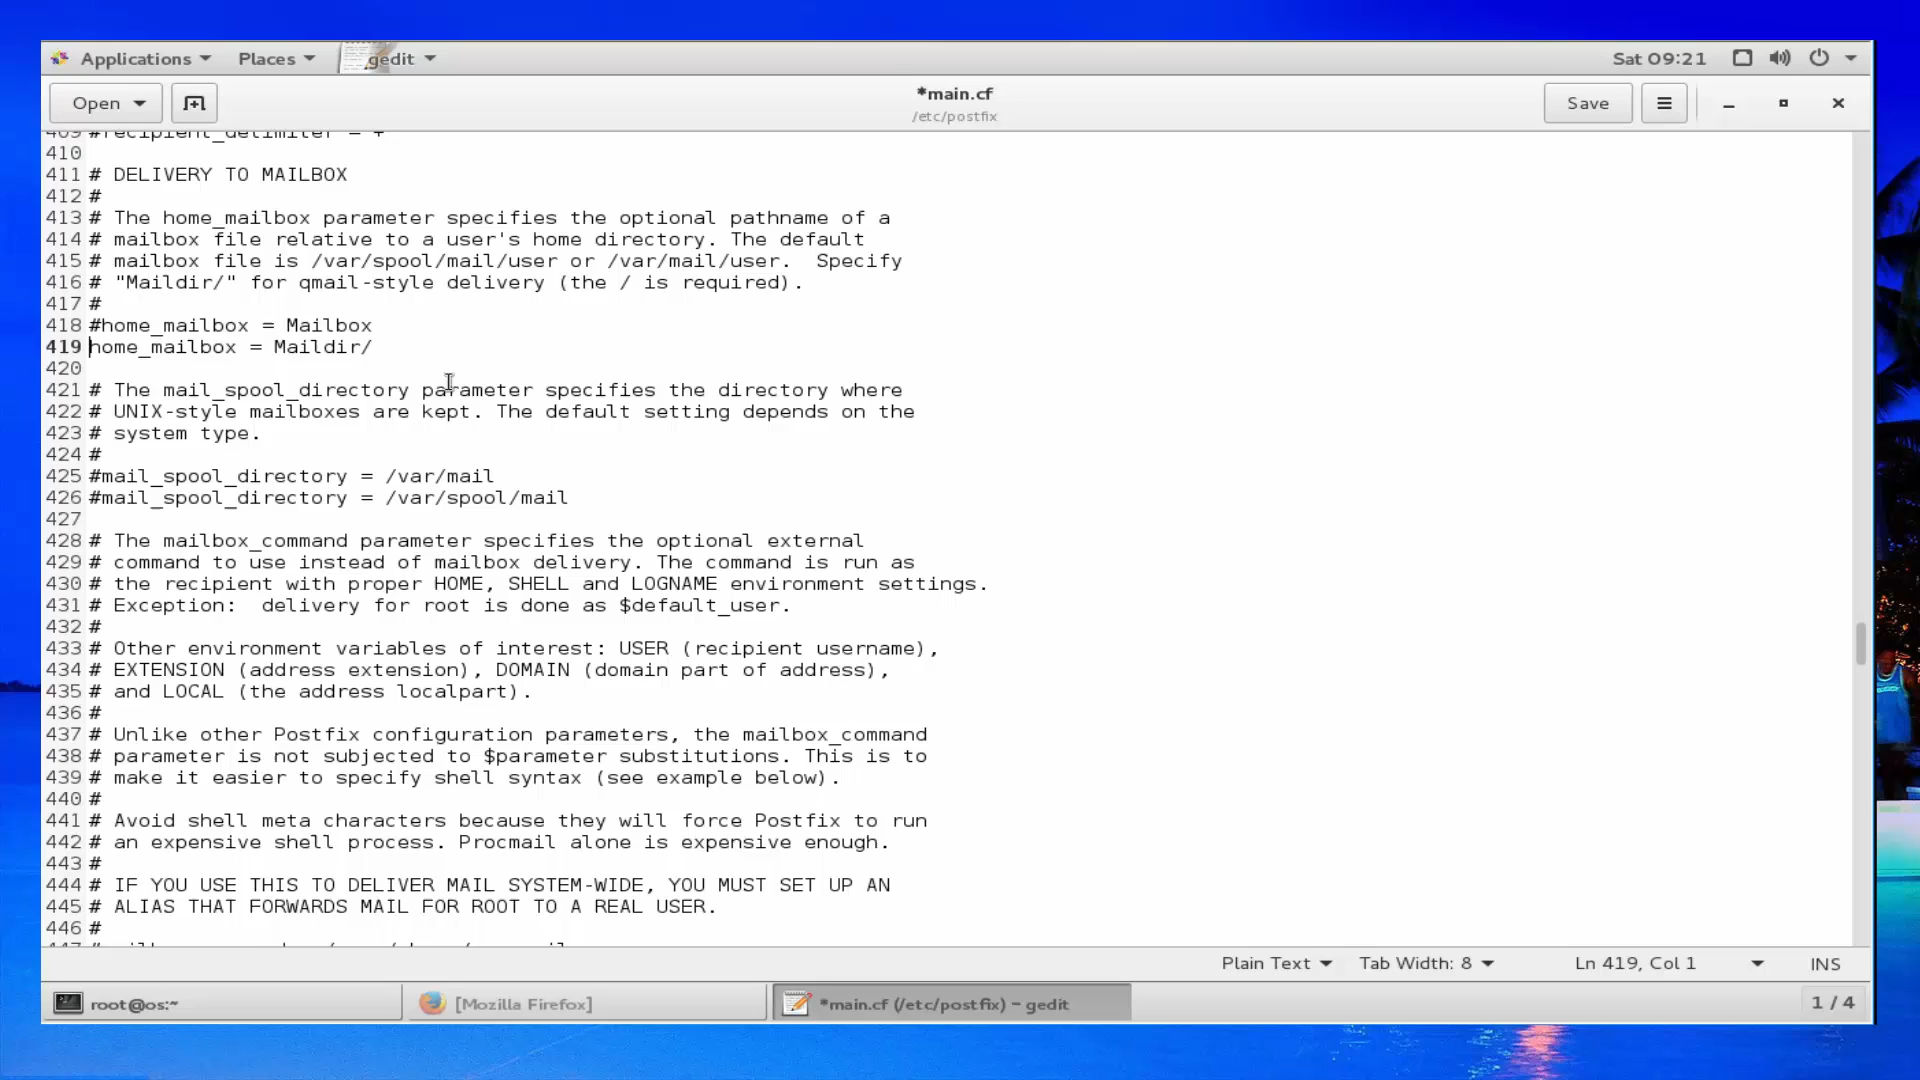 Applications Places gedit Sat 09:21
Open *main.cf Save
/etc/postfix
409 #recipient_delimiter = +
410
411 # DELIVERY TO MAILBOX
412 #
413 # The home_mailbox parameter specifies the optional pathname of a
414 # mailbox file relative to a user's home directory. The default
415 # mailbox file is /var/spool/mail/user or /var/mail/user.  Specify
416 # "Maildir/" for qmail-style delivery (the / is required).
417 #
418 #home_mailbox = Mailbox
419 home_mailbox = Maildir/
420
421 # The mail_spool_directory parameter specifies the directory where
422 # UNIX-style mailboxes are kept. The default setting depends on the
423 # system type.
424 #
425 #mail_spool_directory = /var/mail
426 #mail_spool_directory = /var/spool/mail
427
428 # The mailbox_command parameter specifies the optional external
429 # command to use instead of mailbox delivery. The command is run as
430 # the recipient with proper HOME, SHELL and LOGNAME environment settings.
431 # Exception:  delivery for root is done as $default_user.
432 #
433 # Other environment variables of interest: USER (recipient username),
434 # EXTENSION (address extension), DOMAIN (domain part of address),
435 # and LOCAL (the address localpart).
436 #
437 # Unlike other Postfix configuration parameters, the mailbox_command
438 # parameter is not subjected to $parameter substitutions. This is to
439 # make it easier to specify shell syntax (see example below).
440 #
441 # Avoid shell meta characters because they will force Postfix to run
442 # an expensive shell process. Procmail alone is expensive enough.
443 #
444 # IF YOU USE THIS TO DELIVER MAIL SYSTEM-WIDE, YOU MUST SET UP AN
445 # ALIAS THAT FORWARDS MAIL FOR ROOT TO A REAL USER.
446 #
Plain Text Tab Width: 8 Ln 419, Col 1 INS
root@os:~ [Mozilla Firefox] *main.cf (/etc/postfix) - gedit 1 / 4